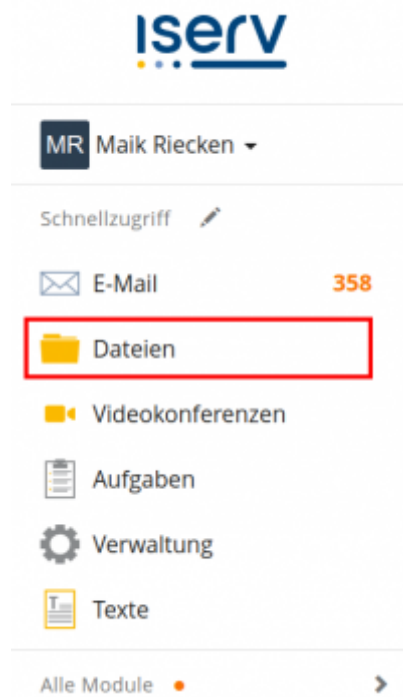 ISerV
MR Maik Riecken
Schnellzugriff
E-Mail 358
Dateien
Videokonferenzen
Aufgaben
Verwaltung
Texte
Alle Module